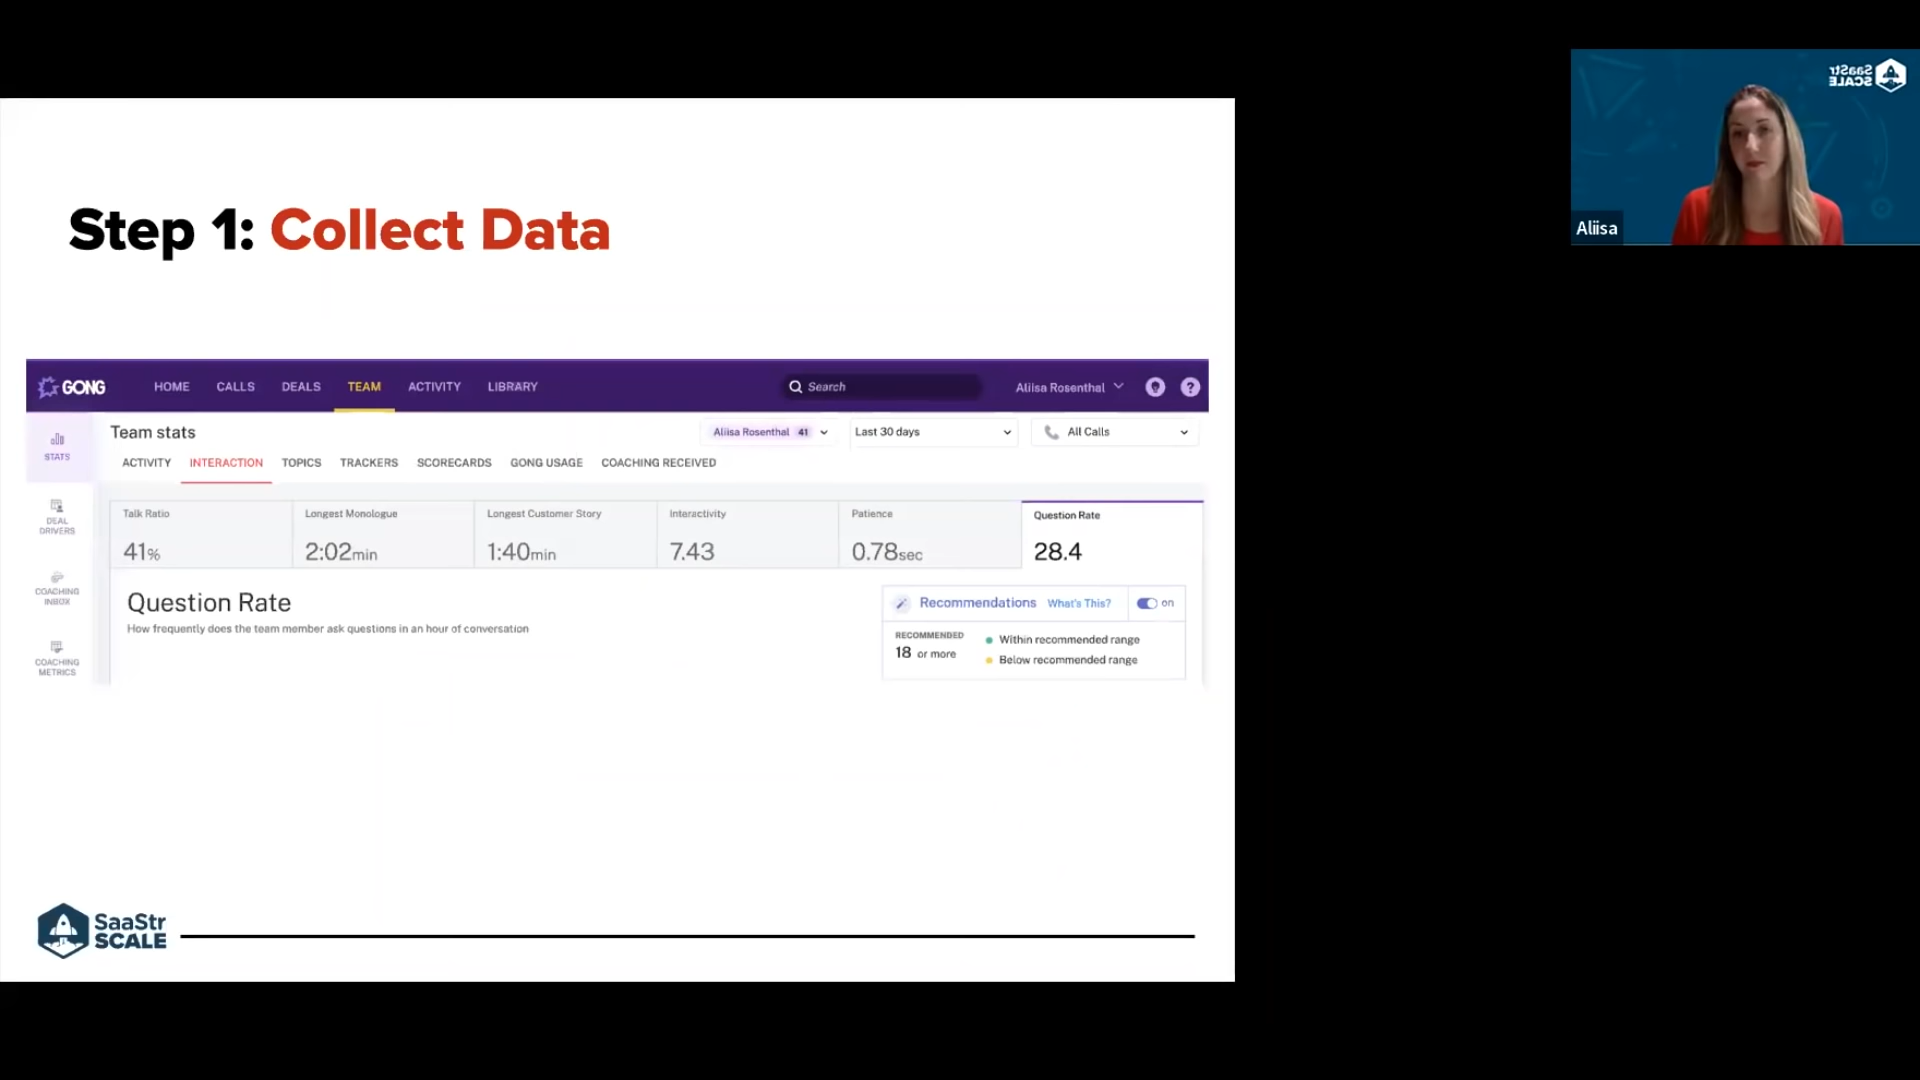 SaaStr
SCALE
Aliisa
Step 1: Collect Data
GONG HOME CALLS DEALS TEAM ACTIVITY LIBRARY Search Aliisa Rosenthal ?
STATS
Team stats Aliisa Rosenthal 41 Last 30 days All Calls
ACTIVITY INTERACTION TOPICS TRACKERS SCORECARDS GONG USAGE COACHING RECEIVED
DEAL
DRIVERS
COACHING
INBOX
COACHING
METRICS
Talk Ratio
41%
Longest Monologue
2:02min
Longest Customer Story
1:40min
Interactivity
7.43
Patience
0.78sec
Question Rate
28.4
Question Rate
How frequently does the team member ask questions in an hour of conversation
Recommendations What's This? on
RECOMMENDED
18 or more
Within recommended range
Below recommended range
SaaStr
SCALE